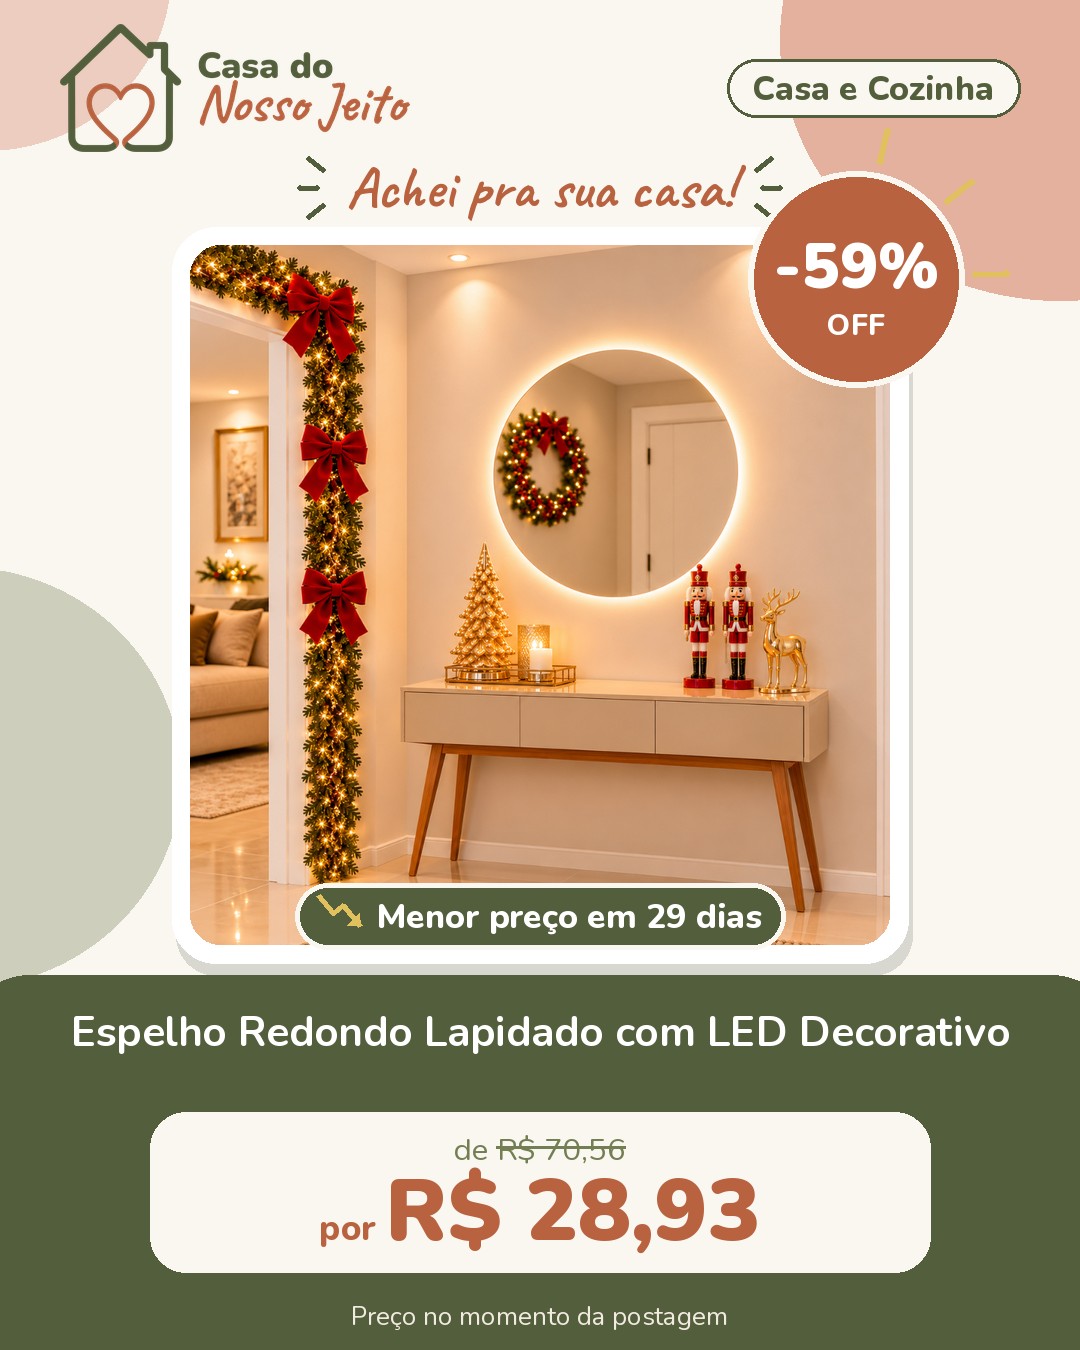 Casa do
Nosso Jeito
Casa e Cozinha
Achei pra sua casa!
-59%
OFF
Menor preço em 29 dias
Espelho Redondo Lapidado com LED Decorativo
de R$ 70,56
por R$ 28,93
Preço no momento da postagem